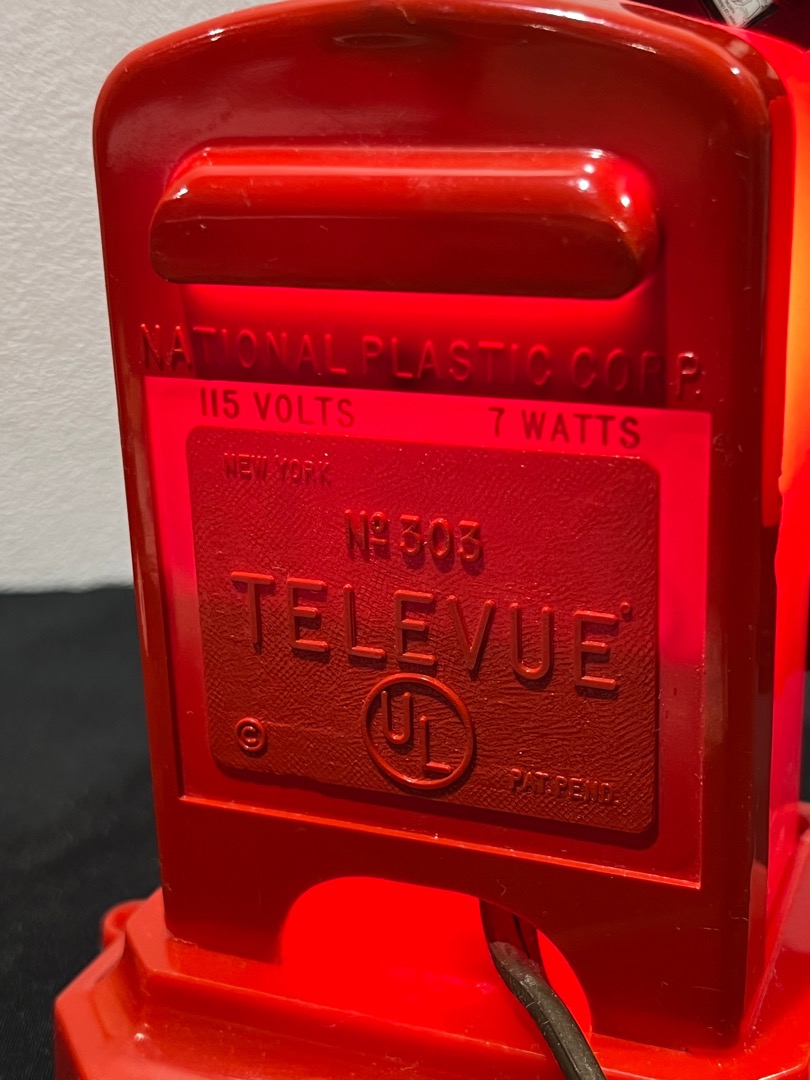 NATIONAL PLASTIC CORP.
115 VOLTS 7 WATTS
NEW YORK
Nº 303
TELEVUE
UL
© PAT. PEND.